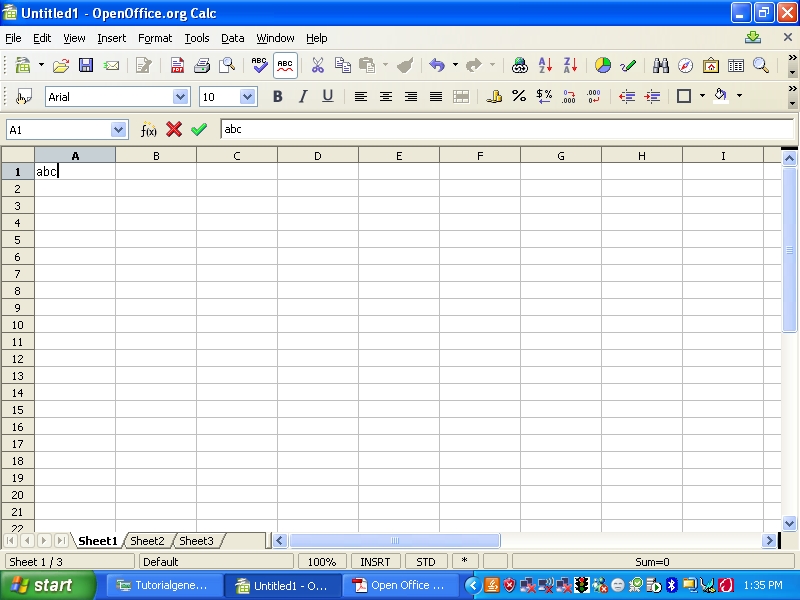 Untitled1 - OpenOffice.org Calc
File Edit View Insert Format Tools Data Window Help
ABC ABC
Arial 10 B I U
A1 f(x) abc
A B C D E F G H I
1 abc
2
3
4
5
6
7
8
9
10
11
12
13
14
15
16
17
18
19
20
21
22
Sheet1 Sheet2 Sheet3
Sheet 1 / 3 Default 100% INSRT STD * Sum=0
start Tutorialgene... Untitled1 - O... Open Office ... 1:35 PM